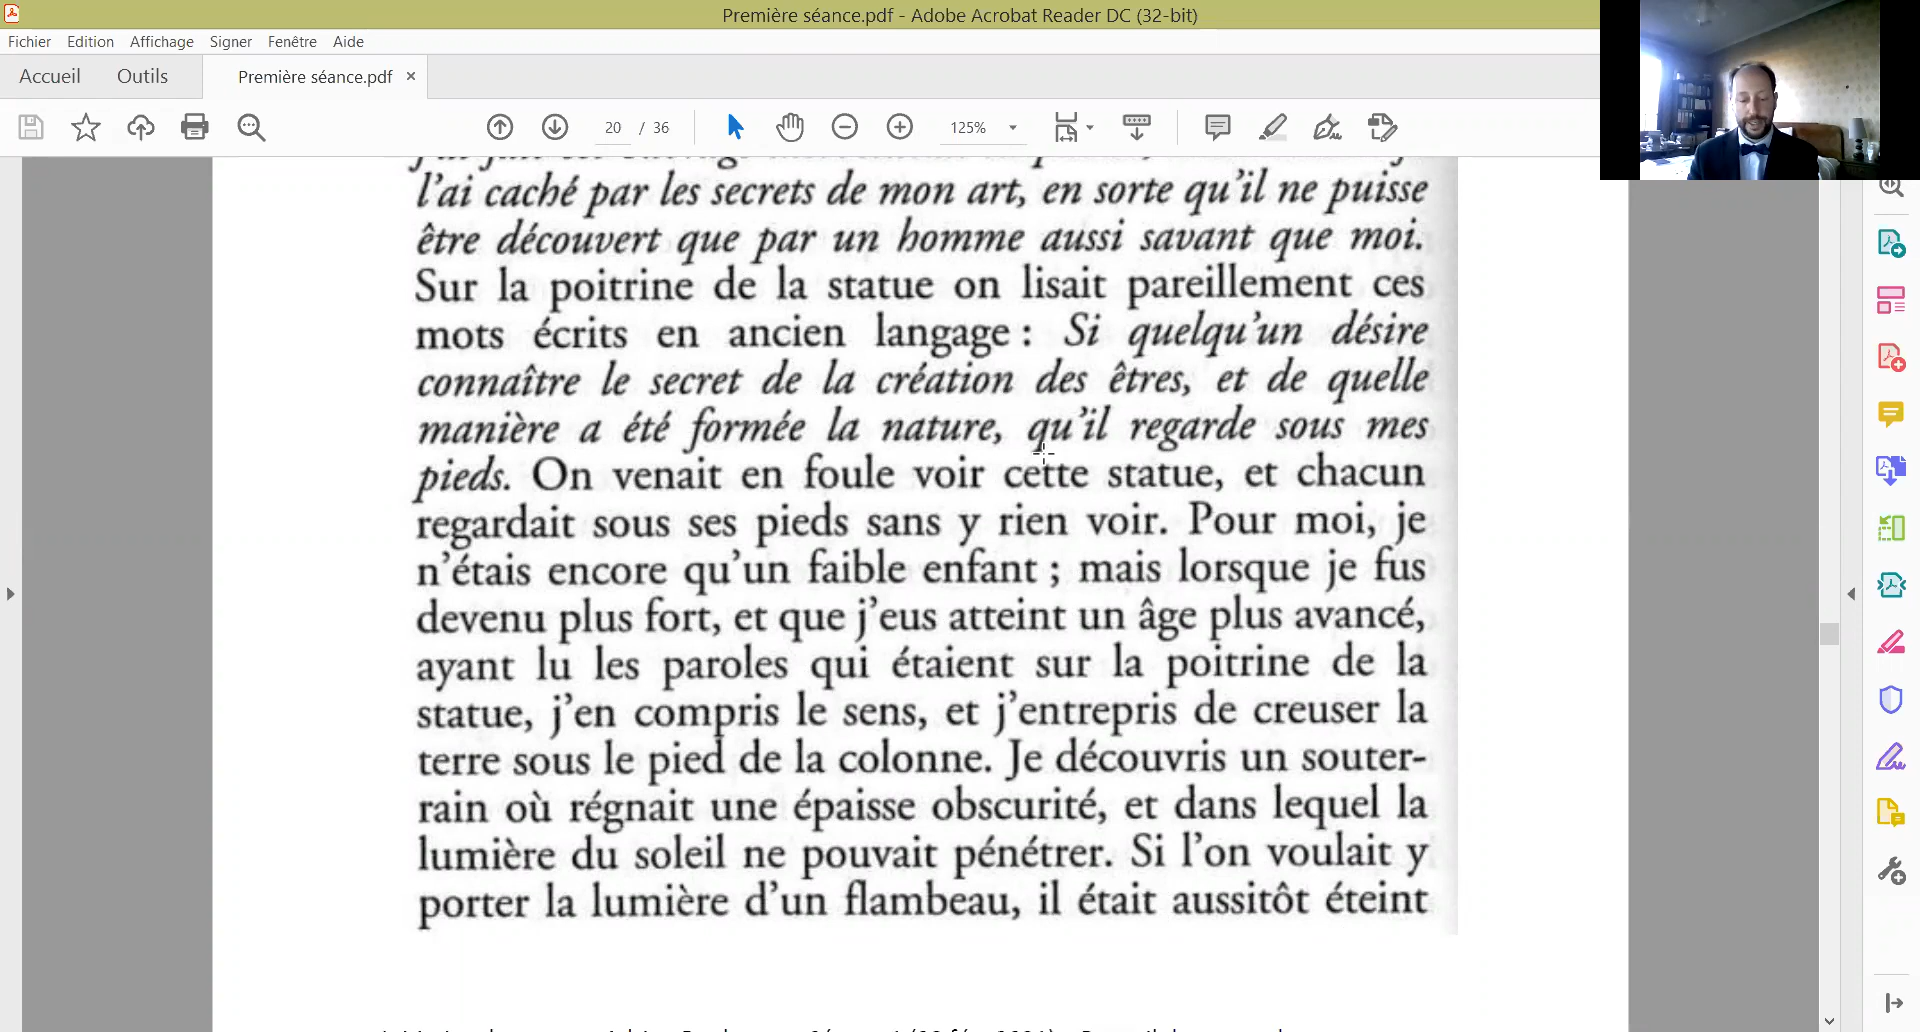 Première séance.pdf - Adobe Acrobat Reader DC (32-bit)
Fichier Edition Affichage Signer Fenêtre Aide
Accueil Outils Première séance.pdf ×
20 / 36 125%
l'ai caché par les secrets de mon art, en sorte qu'il ne puisse
être découvert que par un homme aussi savant que moi.
Sur la poitrine de la statue on lisait pareillement ces
mots écrits en ancien langage : Si quelqu'un désire
connaître le secret de la création des êtres, et de quelle
manière a été formée la nature, qu'il regarde sous mes
pieds. On venait en foule voir cette statue, et chacun
regardait sous ses pieds sans y rien voir. Pour moi, je
n'étais encore qu'un faible enfant ; mais lorsque je fus
devenu plus fort, et que j'eus atteint un âge plus avancé,
ayant lu les paroles qui étaient sur la poitrine de la
statue, j'en compris le sens, et j'entrepris de creuser la
terre sous le pied de la colonne. Je découvris un souter-
rain où régnait une épaisse obscurité, et dans lequel la
lumière du soleil ne pouvait pénétrer. Si l'on voulait y
porter la lumière d'un flambeau, il était aussitôt éteint